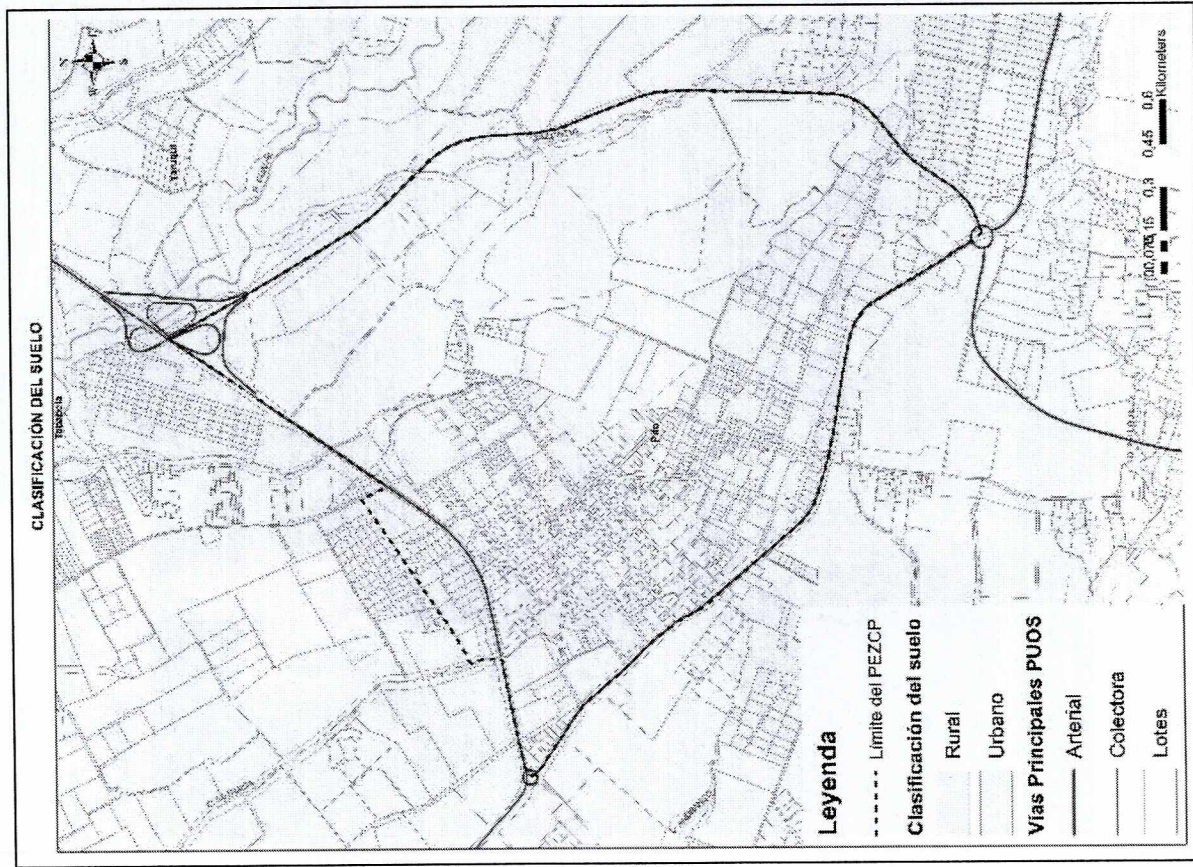 CLASIFICACIÓN DEL SUELO
Tababela
N
W
S
Pifo
Leyenda
Límite del PEZCP
Clasificación del suelo
Rural
Urbano
Vías Principales PUOS
Arterial
Colectora
Lotes
0,15 0,3 0,45 0,6
Kilometers